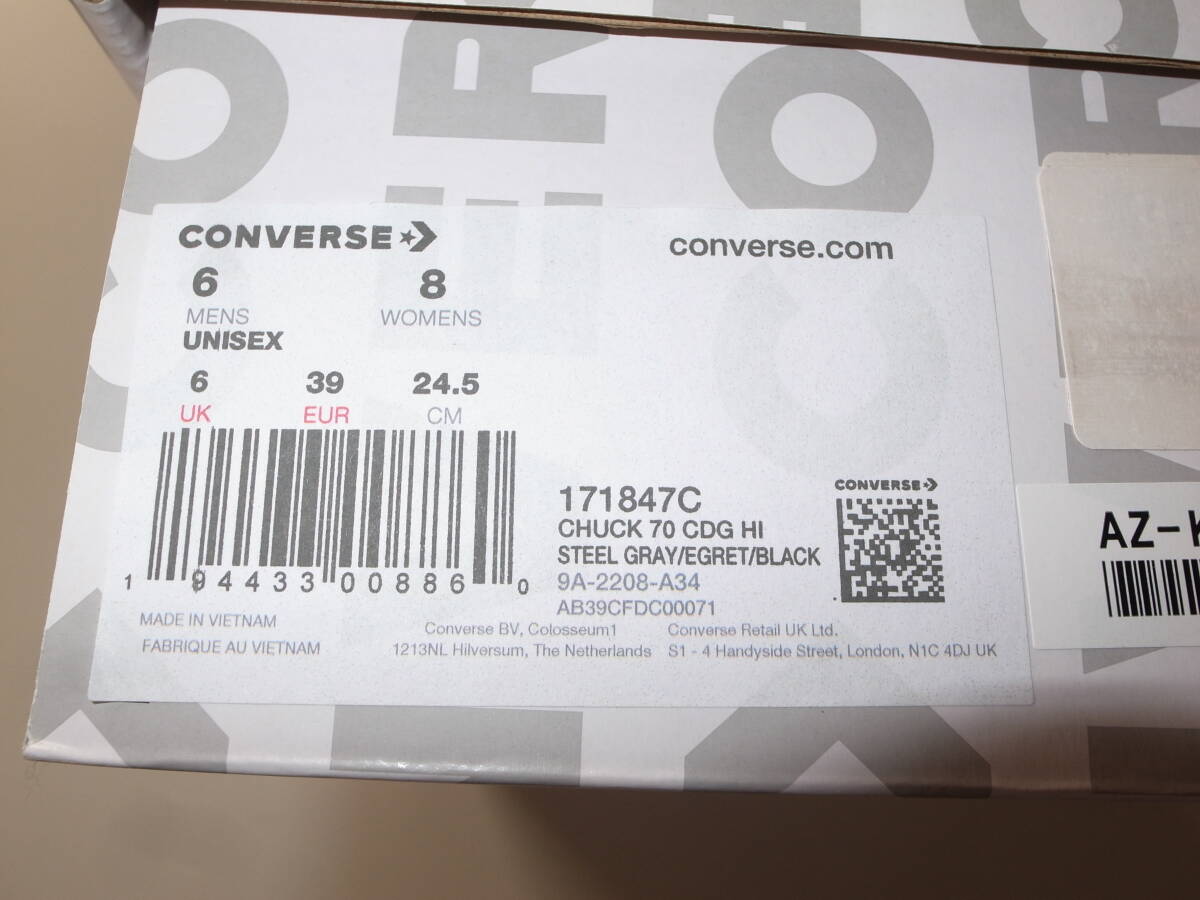 CONVERSE
converse.com
6 8
MENS WOMENS
UNISEX
6 39 24.5
UK EUR CM
1 94433 00886 0
171847C
CHUCK 70 CDG HI
STEEL GRAY/EGRET/BLACK
9A-2208-A34
AB39CFDC00071
CONVERSE
MADE IN VIETNAM
FABRIQUE AU VIETNAM
Converse BV, Colosseum1
1213NL Hilversum, The Netherlands
Converse Retail UK Ltd.
S1 - 4 Handyside Street, London, N1C 4DJ UK
AZ-